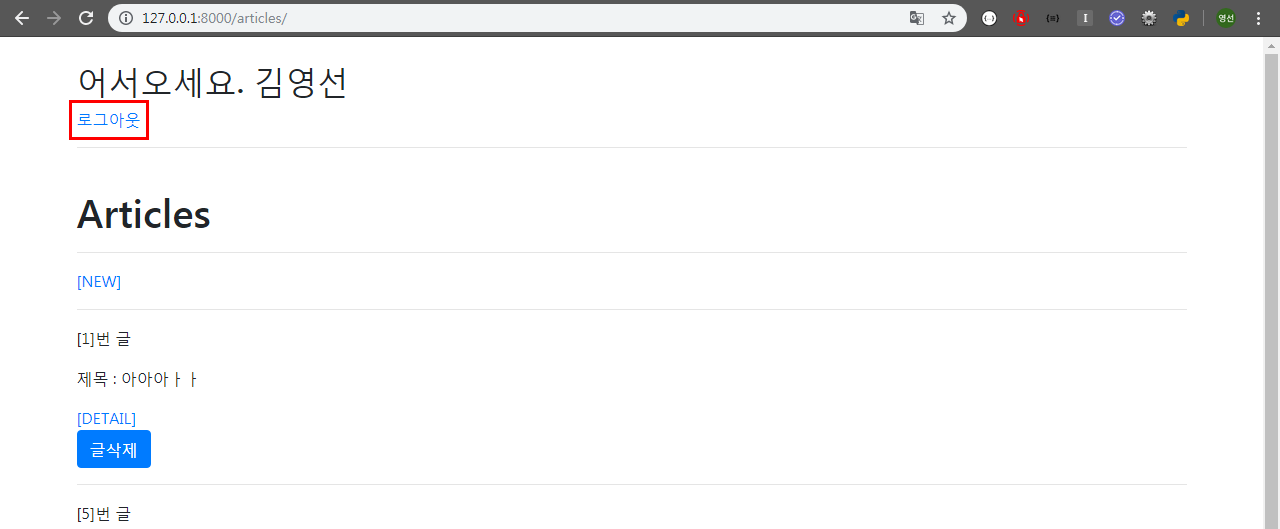 127.0.0.1:8000/articles/
영선
어서오세요. 김영선
로그아웃
Articles
[NEW]
[1]번 글
제목 : 아아아ㅏㅏ
[DETAIL]
글삭제
[5]번 글